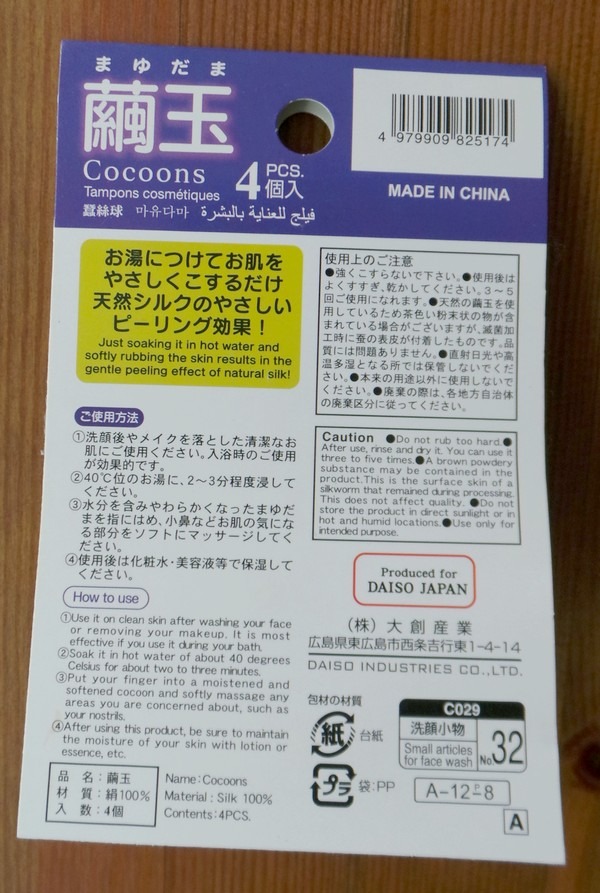 まゆだま
繭玉
Cocoons
Tampons cosmétiques
4 PCS.
個入
蠶絲球 마유다마 فيلج للعناية بالبشرة
4 979909 825174
MADE IN CHINA
お湯につけてお肌を
やさしくこするだけ
天然シルクのやさしい
ピーリング効果！
Just soaking it in hot water and
softly rubbing the skin results in the
gentle peeling effect of natural silk!
ご使用方法
①洗顔後やメイクを落とした清潔なお
肌にご使用ください。入浴時のご使用
が効果的です。
②40℃位のお湯に、2〜3分程度浸して
ください。
③水分を含みやわらかくなったまゆだ
まを指にはめ、小鼻などお肌の気にな
る部分をソフトにマッサージしてく
ださい。
④使用後は化粧水・美容液等で保湿して
ください。
How to use
①Use it on clean skin after washing your face
or removing your makeup. It is most
effective if you use it during your bath.
②Soak it in hot water of about 40 degrees
Celsius for about two to three minutes.
③Put your finger into a moistened and
softened cocoon and softly massage any
areas you are concerned about, such as
your nostrils.
④After using this product, be sure to maintain
the moisture of your skin with lotion or
essence, etc.
品 名：繭玉
材 質：絹100%
入 数：4個
Name：Cocoons
Material：Silk 100%
Contents：4PCS.
使用上のご注意
●強くこすらないで下さい。●使用後は
よくすすぎ、乾かしてください。3〜5
回ご使用になれます。●天然の繭玉を使
用しているため茶色い粉末状の物が含
まれている場合がございますが、滅菌加
工時に蚕の表皮が付着したものです。品
質には問題ありません。●直射日光や高
温多湿となる所では保管しないでくだ
さい。●本来の用途以外に使用しないで
ください。●廃棄の際は、各地方自治体
の廃棄区分に従ってください。
Caution ●Do not rub too hard.●
After use, rinse and dry it. You can use it
three to five times.●A brown powdery
substance may be contained in the
product.This is the surface skin of a
silkworm that remained during processing.
This does not affect quality. ●Do not
store the product in direct sunlight or in
hot and humid locations.●Use only for
intended purpose.
Produced for
DAISO JAPAN
(株) 大創産業
広島県東広島市西条吉行東1-4-14
DAISO INDUSTRIES CO.,LTD.
包材の材質
紙 台紙
プラ 袋：PP
C029
洗顔小物
Small articles
for face wash
No.32
A-12-P-8
A